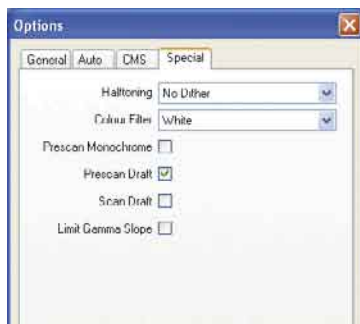 Options
General Auto CMS Special
Halftoning No Dither
Colour Filter White
Prescan Monochrome
Prescan Draft
Scan Draft
Limit Gamma Slope